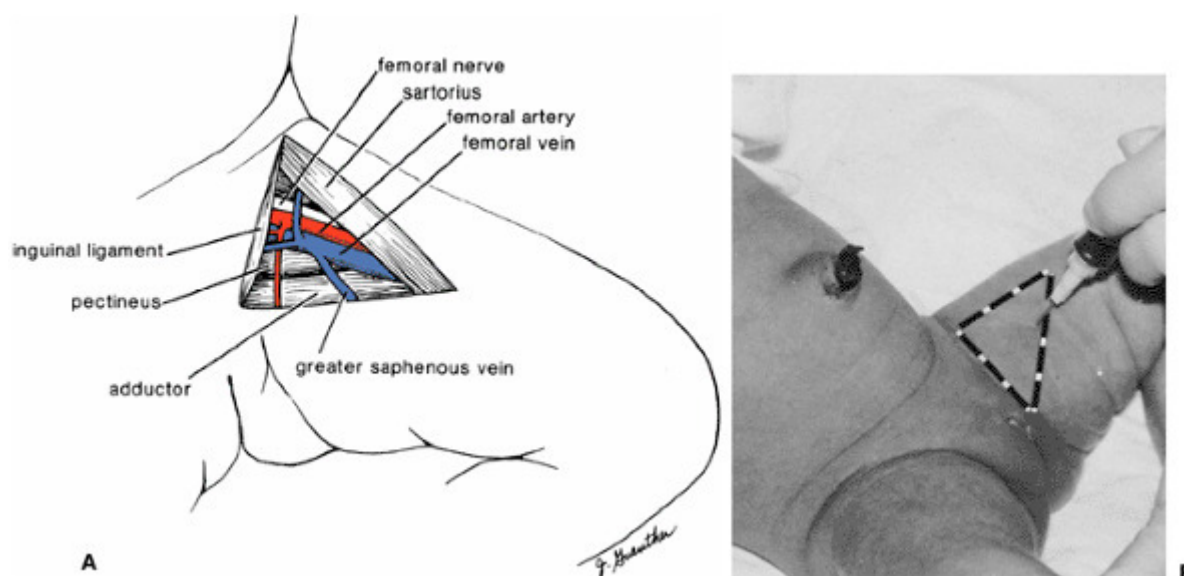 femoral nerve
sartorius
femoral artery
femoral vein
inguinal ligament
pectineus
greater saphenous vein
adductor
A